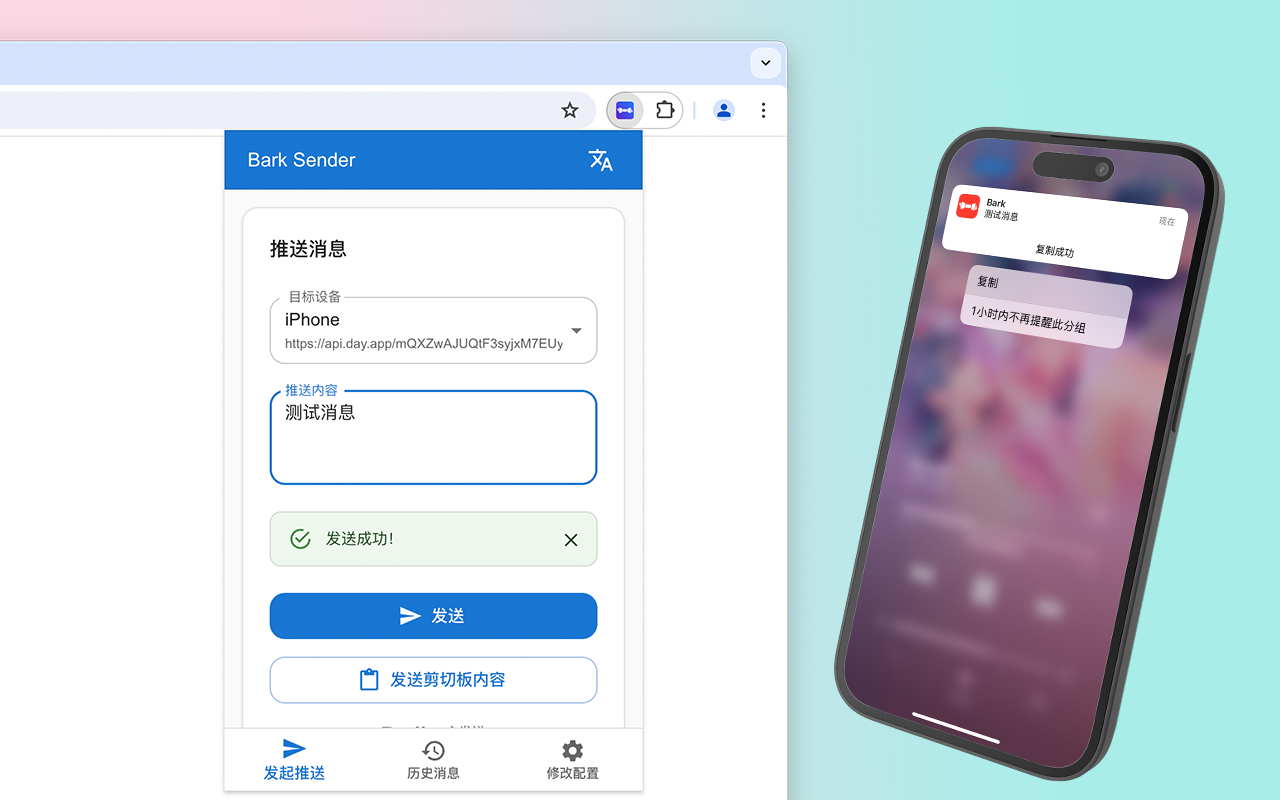 Bark Sender
推送消息
目标设备
iPhone
https://api.day.app/mQXZwAJUQtF3syjxM7EUy
推送内容
测试消息
发送成功!
发送
发送剪切板内容
发起推送
历史消息
修改配置
Bark
测试消息
现在
复制成功
复制
1小时内不再提醒此分组